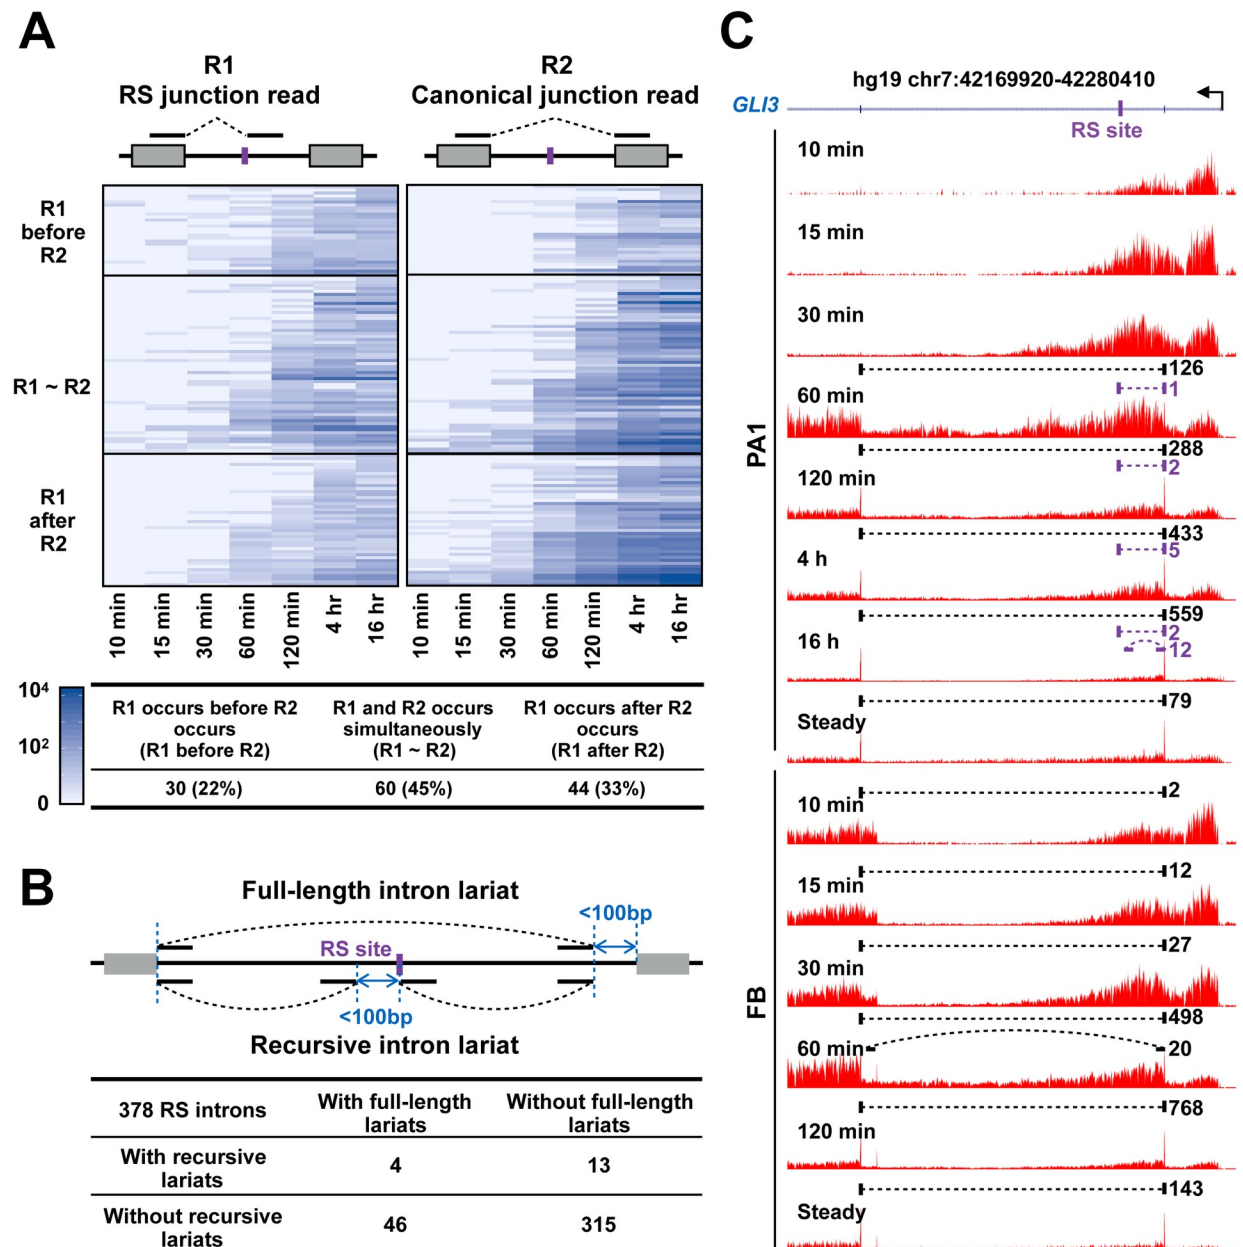 A
R1
RS junction read
R2
Canonical junction read
R1
before
R2
R1 ~ R2
R1
after
R2
10 min
15 min
30 min
60 min
120 min
4 hr
16 hr
10 min
15 min
30 min
60 min
120 min
4 hr
16 hr
10⁴
10²
0
R1 occurs before R2
occurs
(R1 before R2)
R1 and R2 occurs
simultaneously
(R1 ~ R2)
R1 occurs after R2
occurs
(R1 after R2)
30 (22%)
60 (45%)
44 (33%)
B
Full-length intron lariat
<100bp
RS site
<100bp
Recursive intron lariat
378 RS introns
With full-length
lariats
Without full-length
lariats
With recursive
lariats
4
13
Without recursive
lariats
46
315
C
hg19 chr7:42169920-42280410
GLI3
RS site
PA1
10 min
15 min
30 min
126
1
60 min
288
2
120 min
433
5
4 h
559
2
12
16 h
79
Steady
FB
2
10 min
12
15 min
27
30 min
498
20
60 min
768
120 min
143
Steady